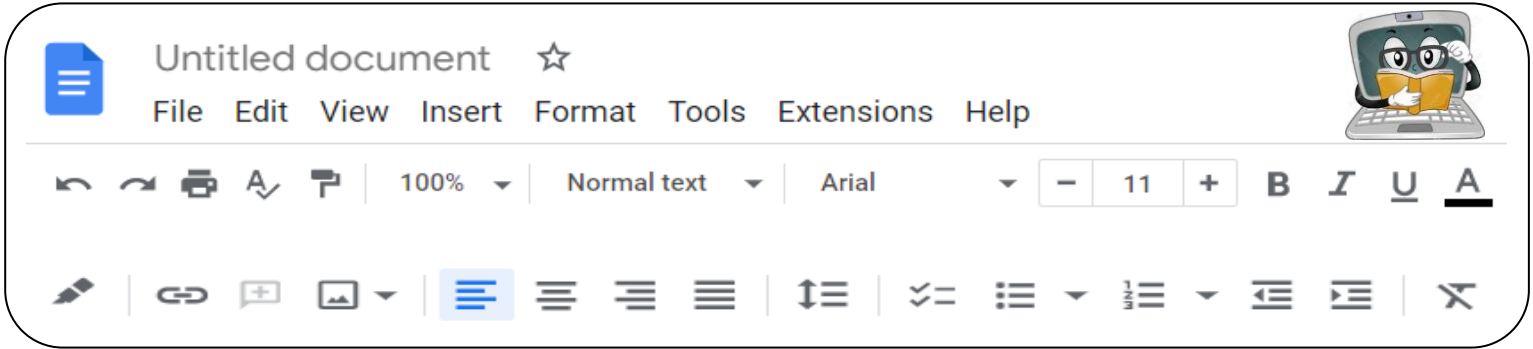 Untitled document
File Edit View Insert Format Tools Extensions Help
100% Normal text Arial − 11 + B I U A